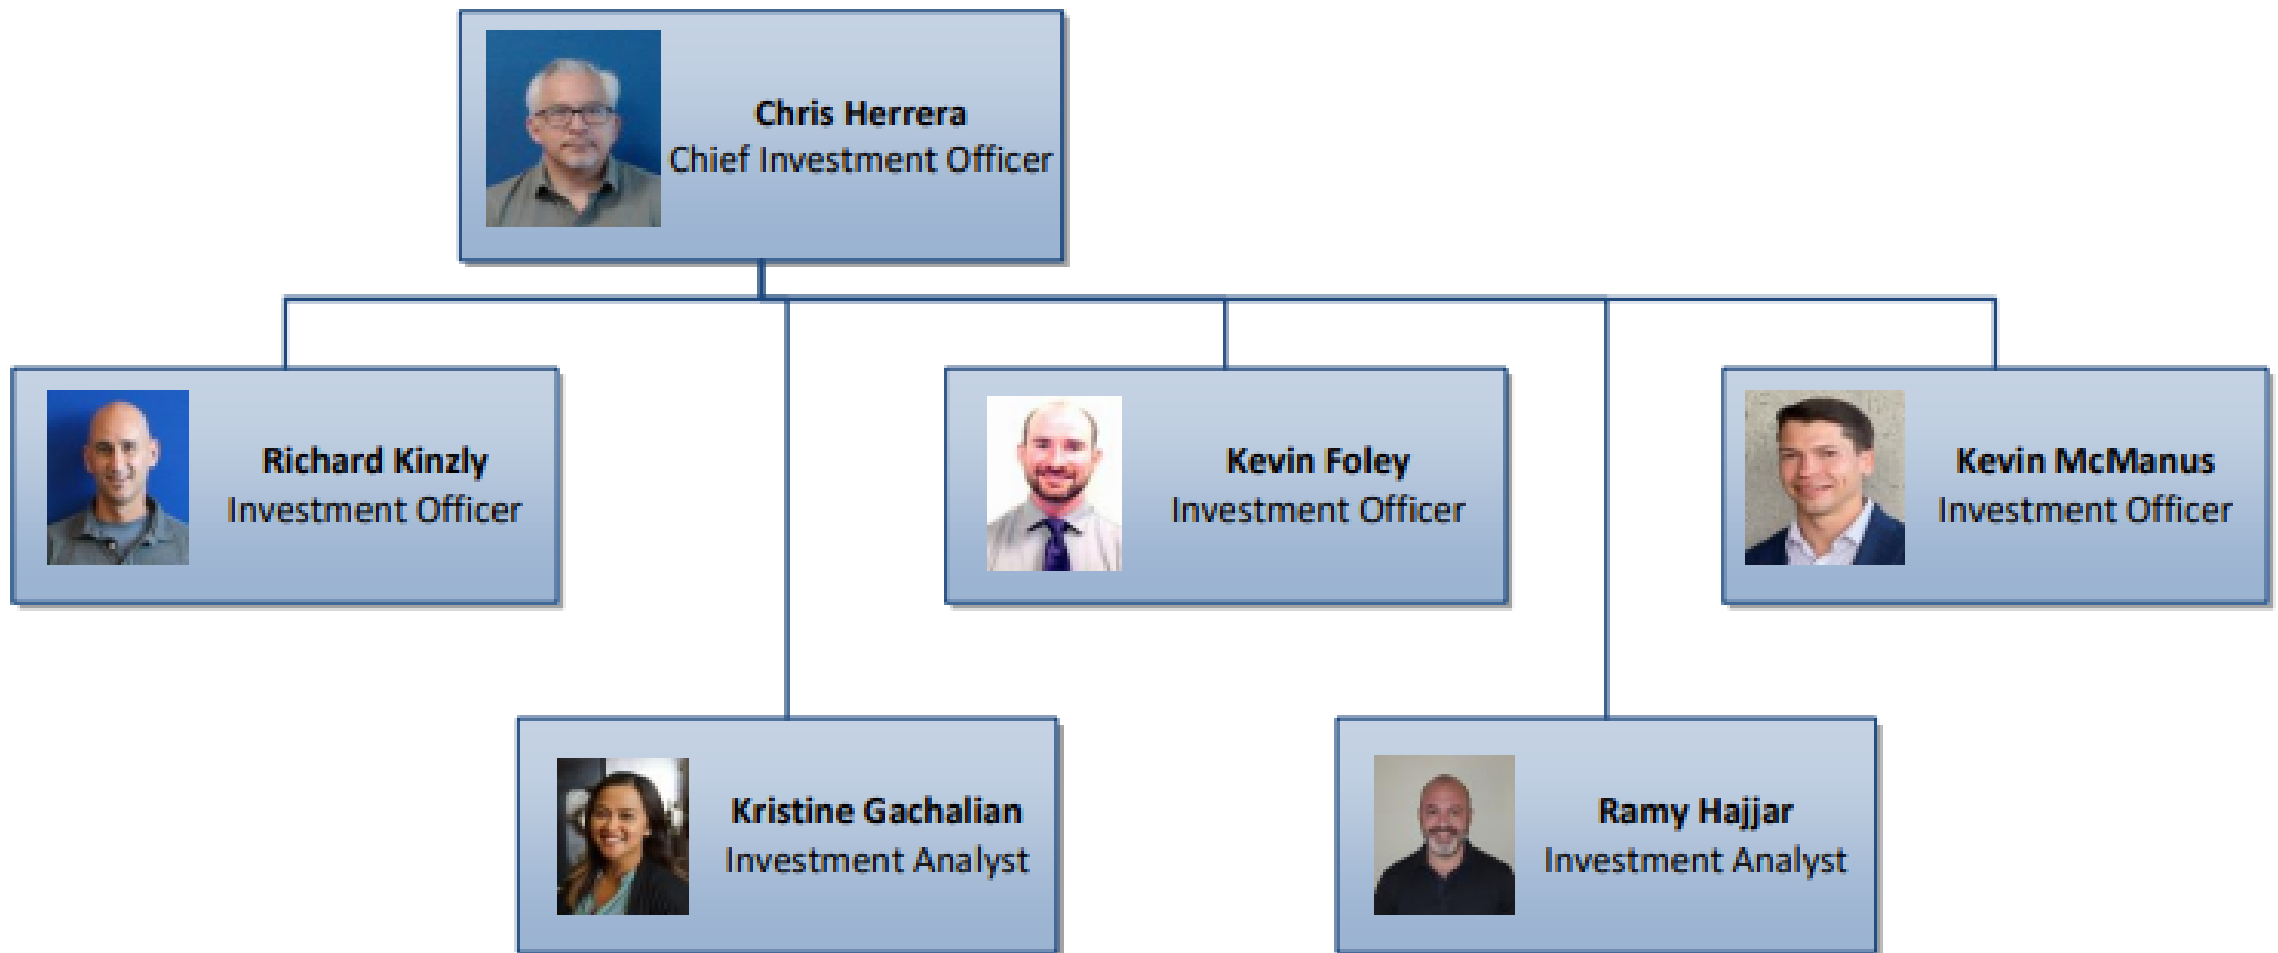 Chris Herrera
Chief Investment Officer
Richard Kinzly
Investment Officer
Kevin Foley
Investment Officer
Kevin McManus
Investment Officer
Kristine Gachalian
Investment Analyst
Ramy Hajjar
Investment Analyst